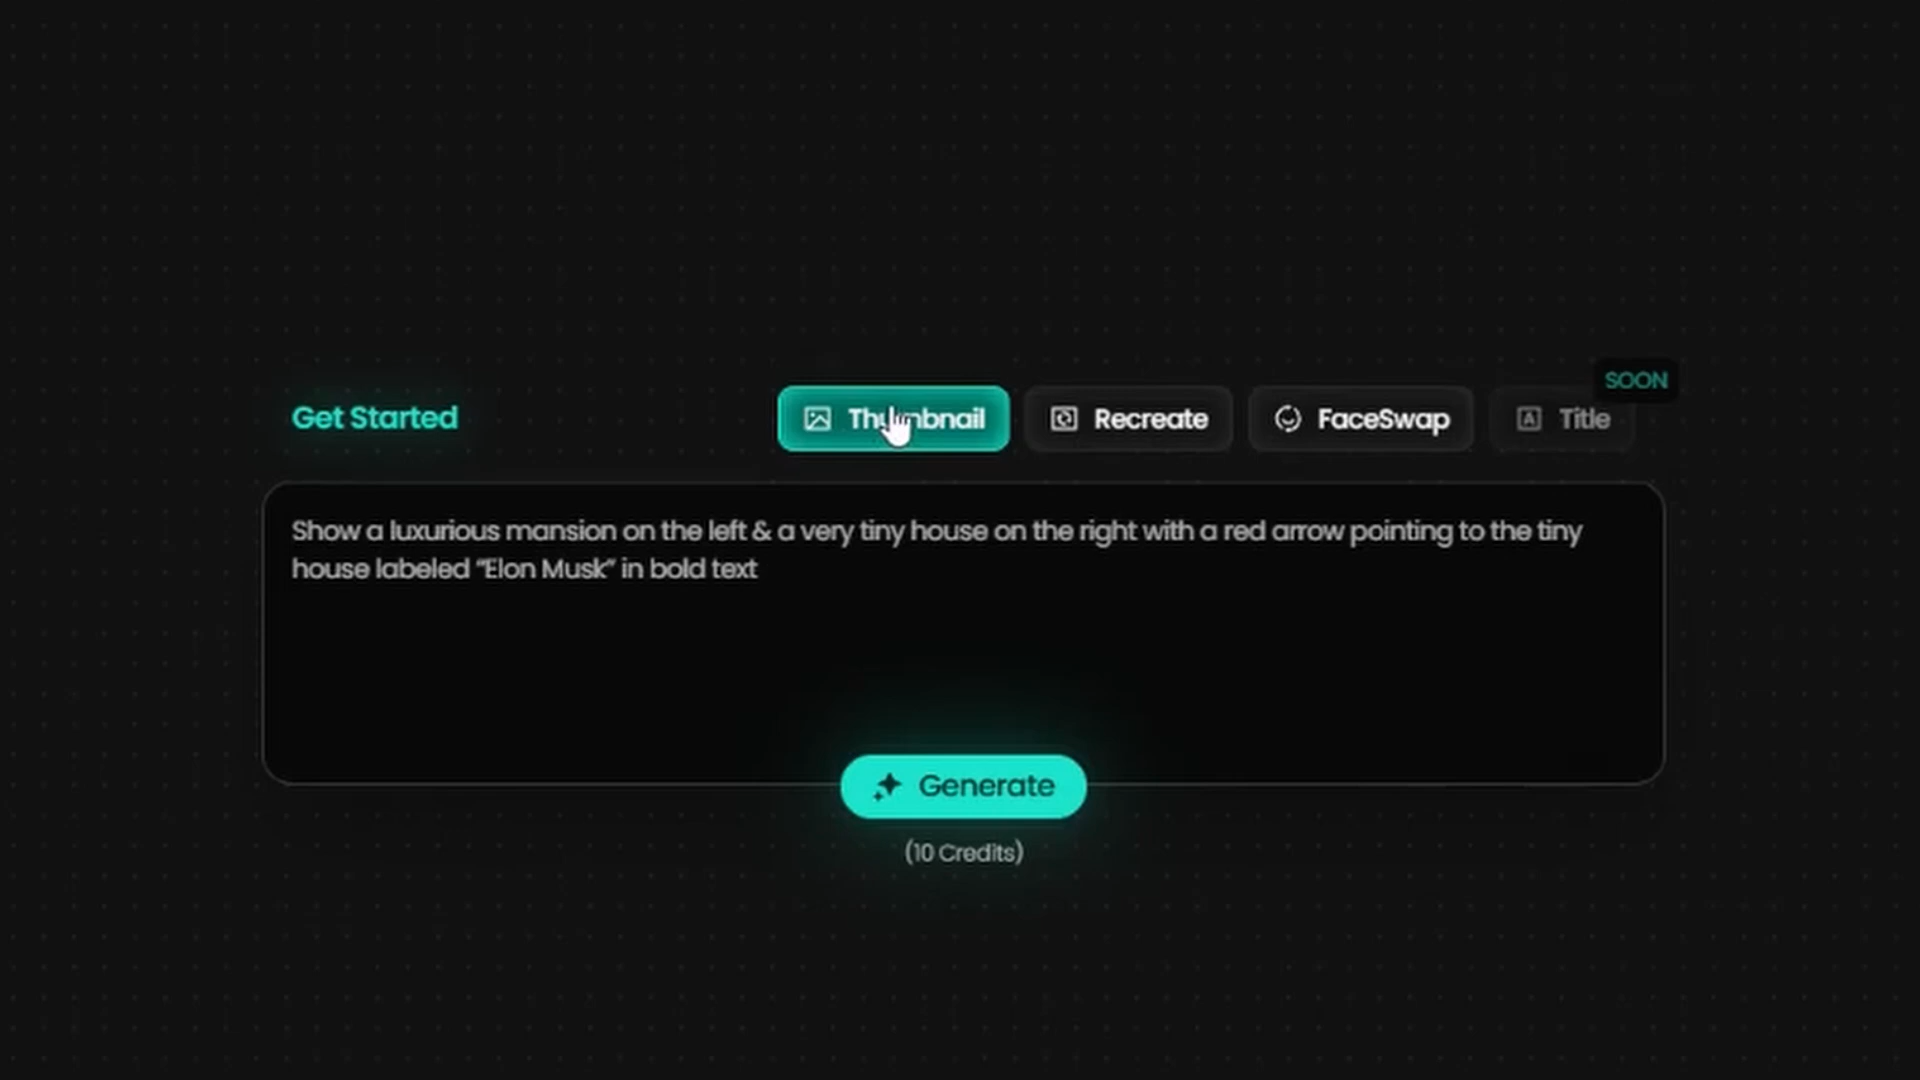 SOON
Get Started
Thumbnail
Recreate
FaceSwap
Title
Show a luxurious mansion on the left & a very tiny house on the right with a red arrow pointing to the tiny
house labeled “Elon Musk” in bold text
Generate
(10 Credits)